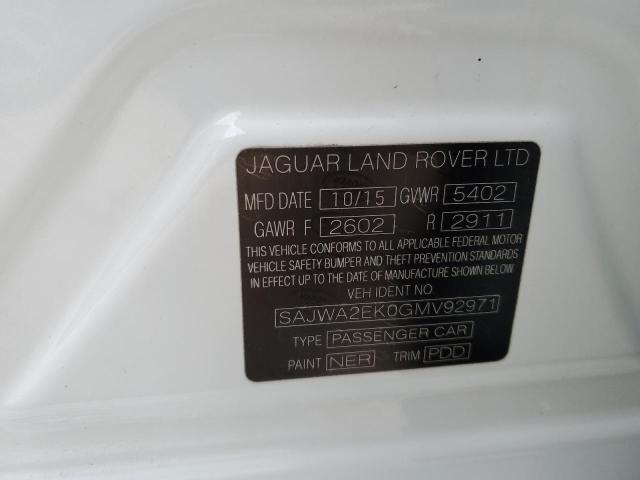 JAGUAR LAND ROVER LTD
MFD DATE 10/15 GVWR 5402
GAWR F 2602 R 2911
THIS VEHICLE CONFORMS TO ALL APPLICABLE FEDERAL MOTOR
VEHICLE SAFETY BUMPER AND THEFT PREVENTION STANDARDS
IN EFFECT UP TO THE DATE OF MANUFACTURE SHOWN BELOW
VEH IDENT NO
SAJWA2EK0GMV92971
TYPE PASSENGER CAR
PAINT NER TRIM PDD